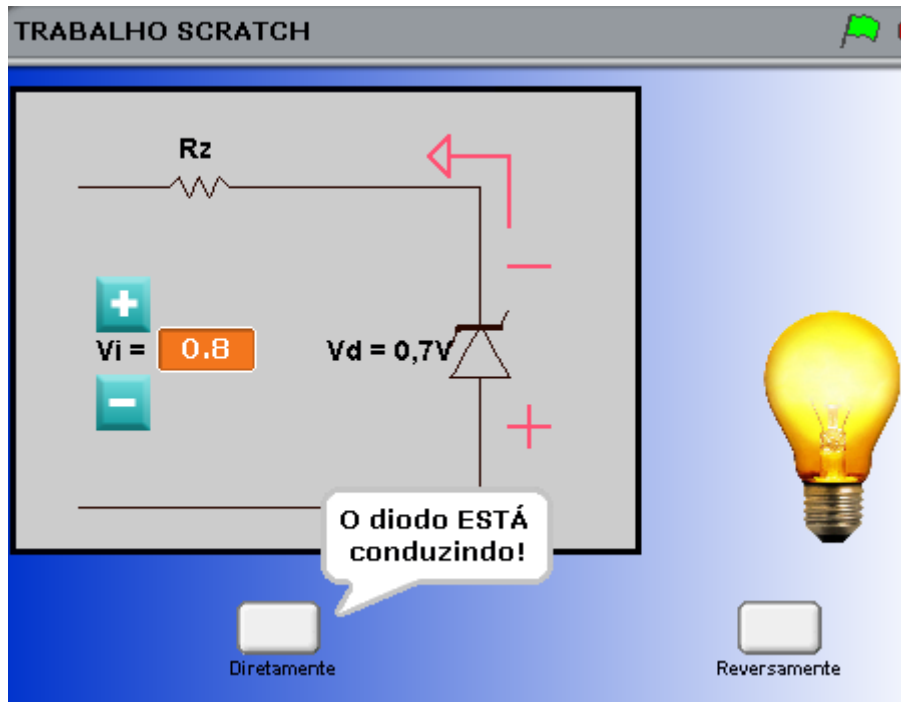 TRABALHO SCRATCH
Rz
+
Vi = 0.8
Vd = 0,7V
O diodo ESTÁ
conduzindo!
Diretamente
Reversamente